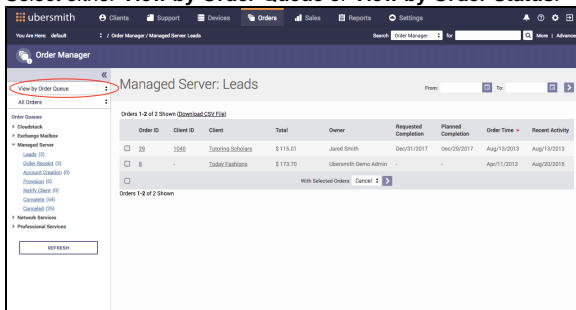 Select either View by Order Queue or View by Order Status.
ubersmith Clients Support Devices Orders Sales Reports Settings
You Are Here: default / Order Manager / Managed Server: Leads Search Order Manager for More | Advance
Order Manager
«
View by Order Queue
All Orders
Order Queues
Cloudstack
Exchange Mailbox
Managed Server
Leads (2)
Order Receipt (3)
Account Creation (0)
Provision (0)
Notify Client (0)
Complete (64)
Canceled (25)
Network Services
Professional Services
REFRESH
Managed Server: Leads From: To:
Orders 1-2 of 2 Shown (Download CSV File)
Order ID Client ID Client Total Owner Requested Completion Planned Completion Order Time Recent Activity
29 1040 Tutoring Scholars $ 115.01 Jared Smith Dec/31/2017 Dec/29/2017 Aug/13/2013 Aug/13/2013
8 - Today Fashions $ 173.70 Ubersmith Demo Admin - - Apr/11/2013 Aug/20/2015
With Selected Orders Cancel
Orders 1-2 of 2 Shown